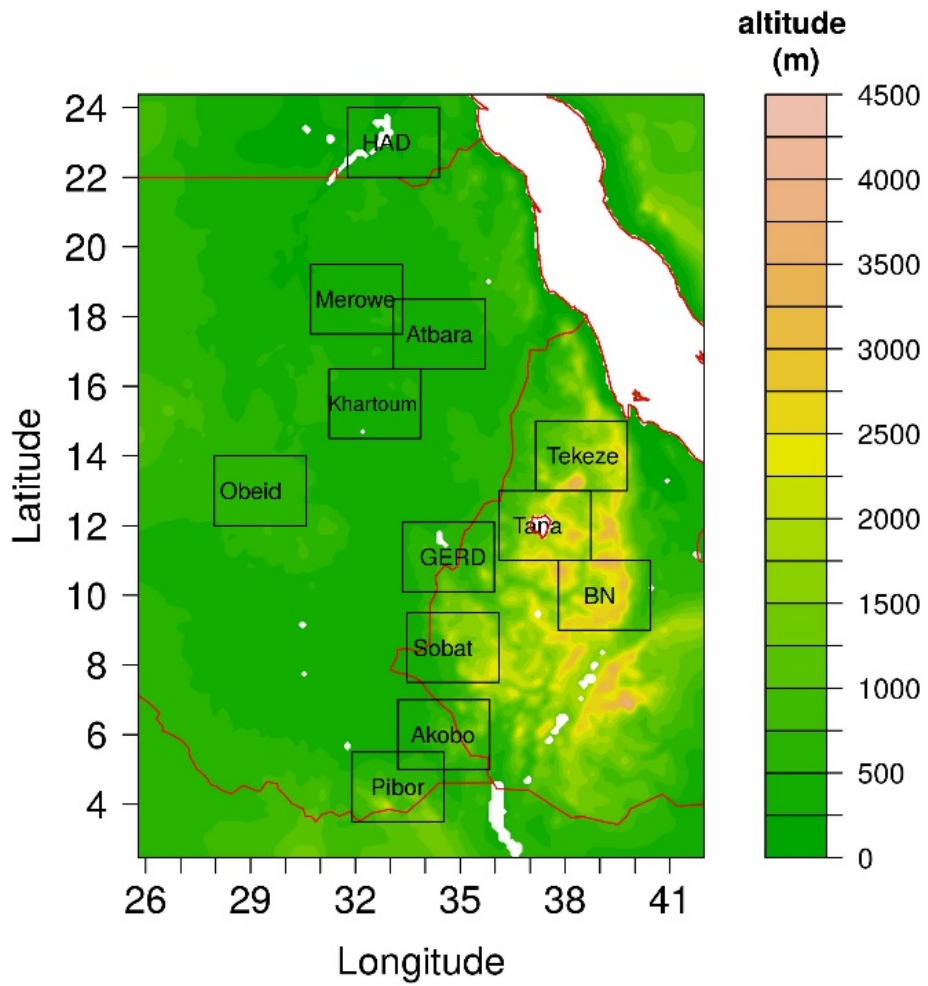 altitude
(m)
24
22
20
18
16
14
12
10
8
6
4
Latitude
HAD
Merowe
Atbara
Khartoum
Tekeze
Obeid
Tana
GERD
BN
Sobat
Akobo
Pibor
26 29 32 35 38 41
Longitude
4500
4000
3500
3000
2500
2000
1500
1000
500
0